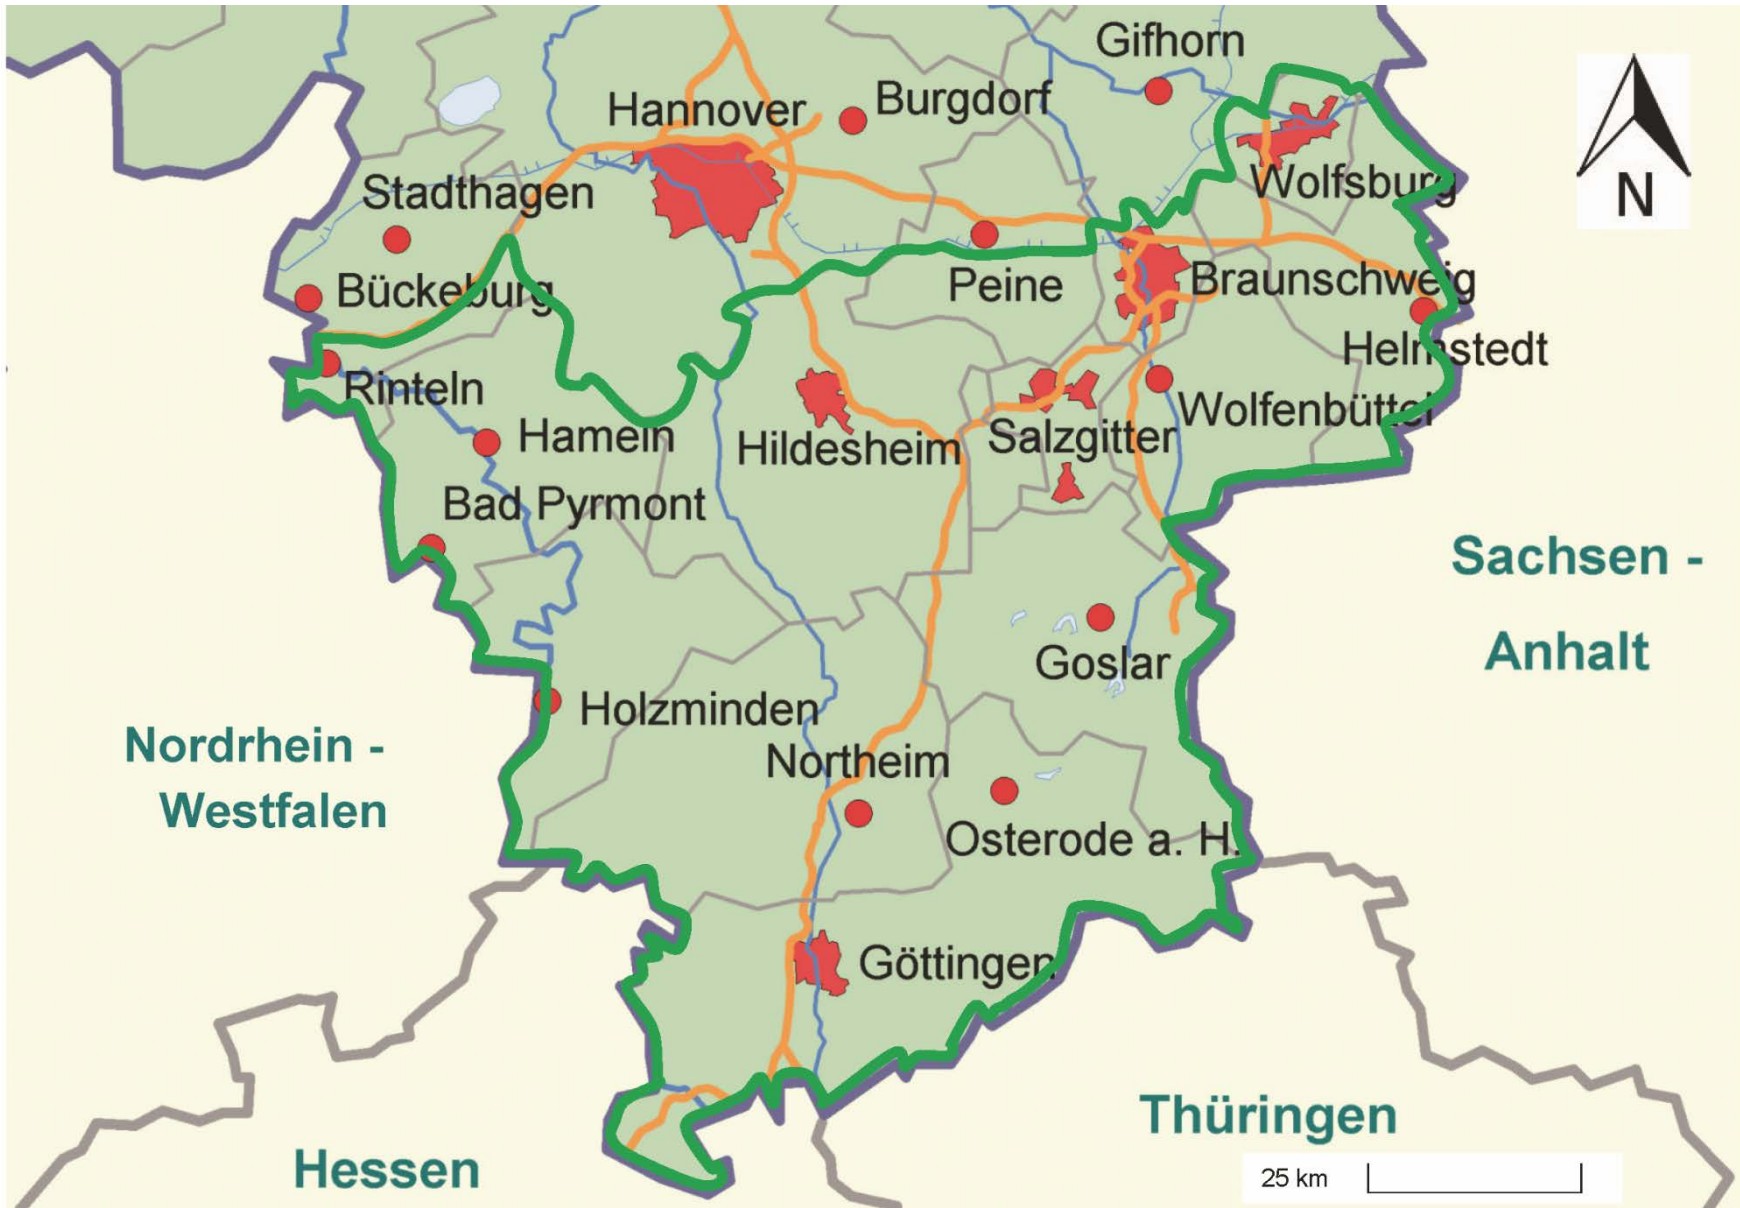 Gifhorn
Burgdorf
Hannover
Stadthagen
Wolfsburg
N
Bückeburg
Peine
Braunschweig
Helmstedt
Rinteln
Wolfenbüttel
Hameln
Hildesheim
Salzgitter
Bad Pyrmont
Sachsen -
Anhalt
Goslar
Holzminden
Nordrhein -
Westfalen
Northeim
Osterode a. H.
Göttingen
Thüringen
Hessen
25 km